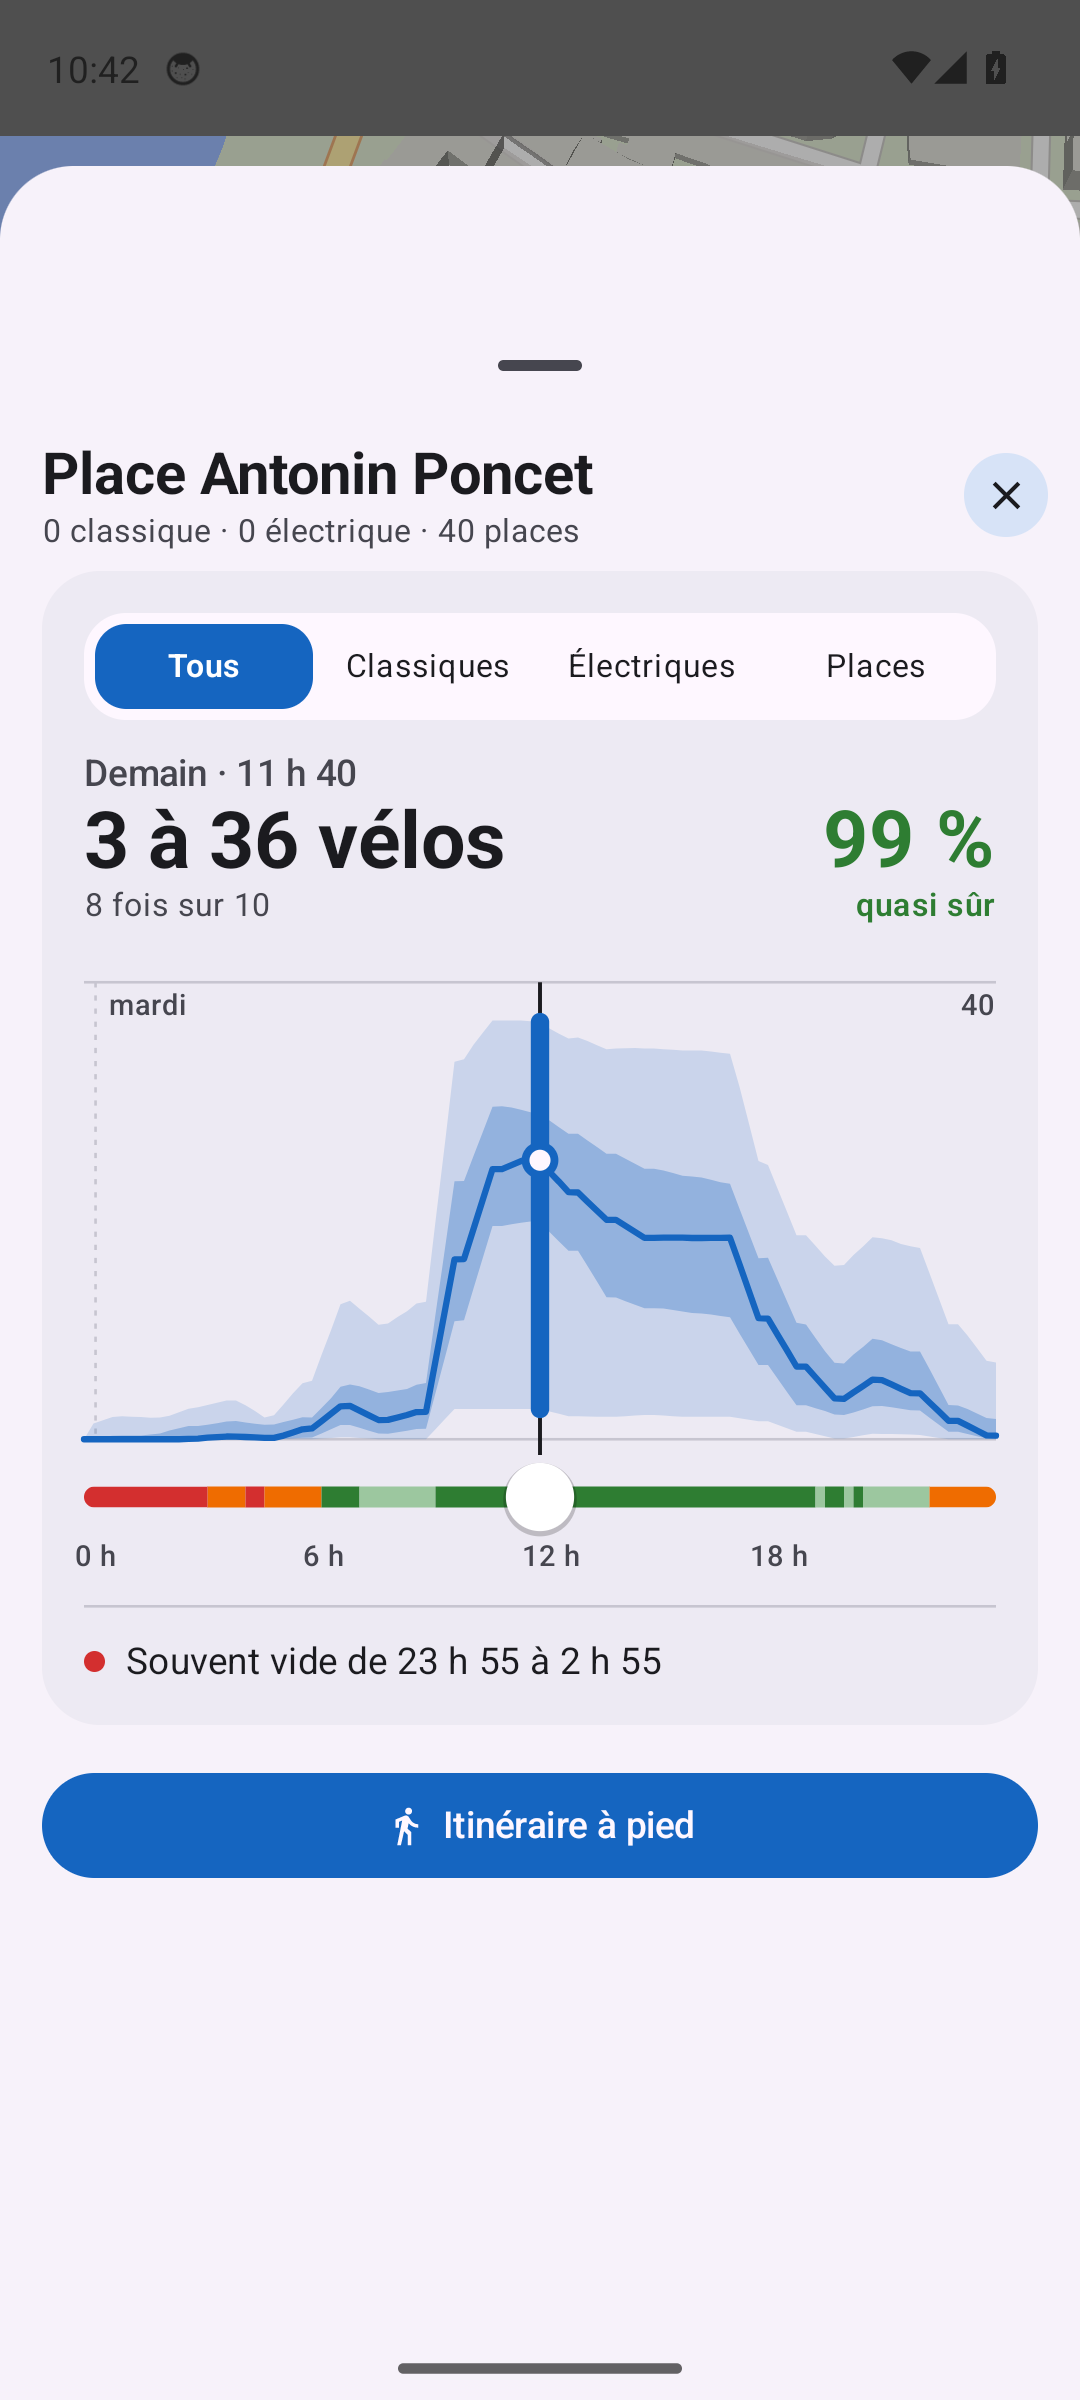 10:42
Place Antonin Poncet
0 classique · 0 électrique · 40 places
Tous Classiques Électriques Places
Demain · 11 h 40
3 à 36 vélos 99 %
8 fois sur 10 quasi sûr
mardi 40
0 h 6 h 12 h 18 h
Souvent vide de 23 h 55 à 2 h 55
Itinéraire à pied